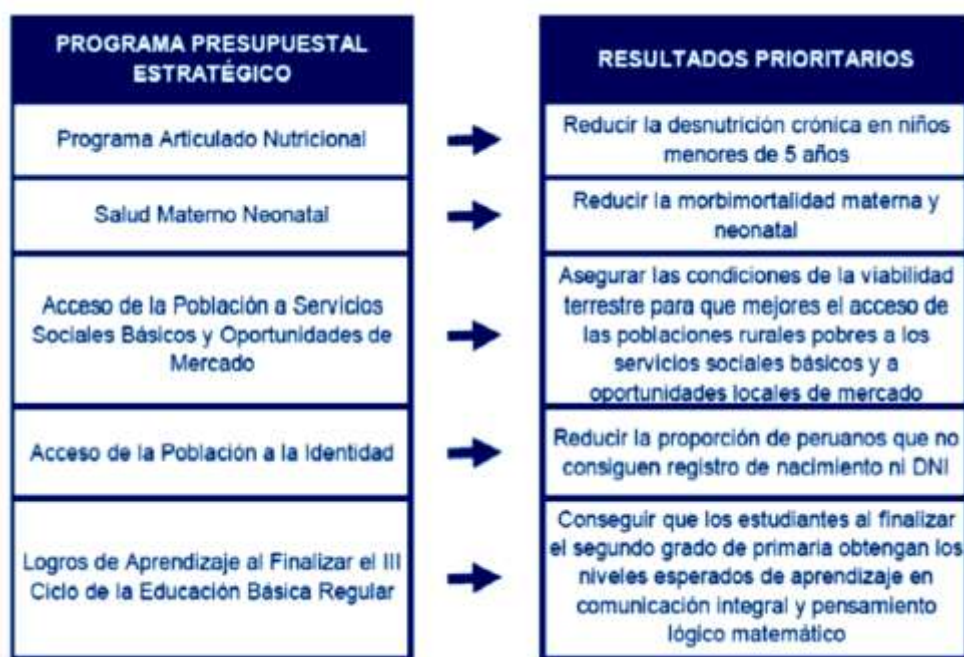 PROGRAMA PRESUPUESTAL
ESTRATÉGICO
RESULTADOS PRIORITARIOS
Programa Articulado Nutricional
Reducir la desnutrición crónica en niños
menores de 5 años
Salud Materno Neonatal
Reducir la morbimortalidad materna y
neonatal
Acceso de la Población a Servicios
Sociales Básicos y Oportunidades de
Mercado
Asegurar las condiciones de la viabilidad
terrestre para que mejores el acceso de
las poblaciones rurales pobres a los
servicios sociales básicos y a
oportunidades locales de mercado
Acceso de la Población a la Identidad
Reducir la proporción de peruanos que no
consiguen registro de nacimiento ni DNI
Logros de Aprendizaje al Finalizar el III
Ciclo de la Educación Básica Regular
Conseguir que los estudiantes al finalizar
el segundo grado de primaria obtengan los
niveles esperados de aprendizaje en
comunicación integral y pensamiento
lógico matemático